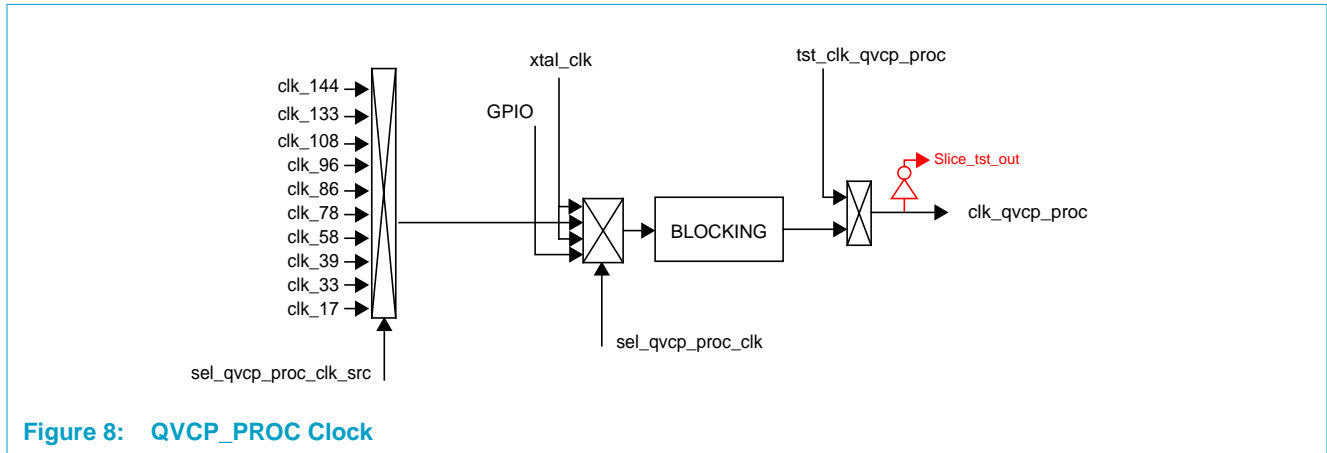 xtal_clk
tst_clk_qvcp_proc
clk_144
GPIO
clk_133
clk_108
Slice_tst_out
clk_96
clk_86
clk_78
clk_qvcp_proc
BLOCKING
clk_58
clk_39
clk_33
clk_17
sel_qvcp_proc_clk
sel_qvcp_proc_clk_src
Figure 8: QVCP_PROC Clock